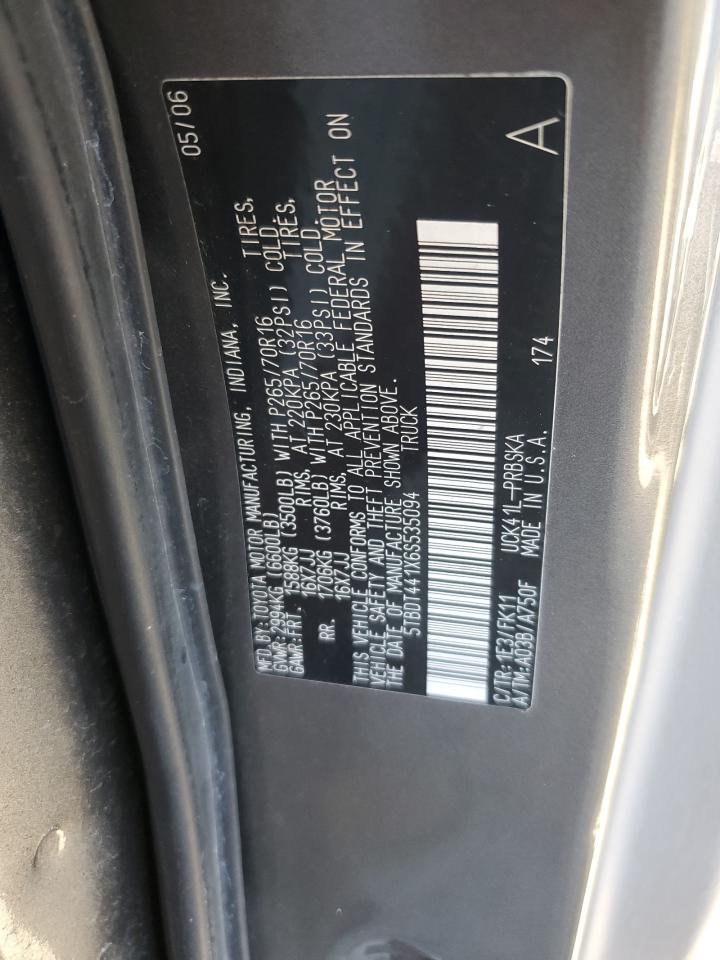 MFD. BY: TOYOTA MOTOR MANUFACTURING, INDIANA, INC. 05/06
GVWR: 2994KG (6600LB)
GAWR: FRT. 1588KG (3500LB) WITH P265/70R16 TIRES,
16X7JJ RIMS, AT 220KPA (32PSI) COLD.
RR. 1706KG (3760LB) WITH P265/70R16 TIRES,
16X7JJ RIMS, AT 230KPA (33PSI) COLD.
THIS VEHICLE CONFORMS TO ALL APPLICABLE FEDERAL MOTOR
VEHICLE SAFETY AND THEFT PREVENTION STANDARDS IN EFFECT ON
THE DATE OF MANUFACTURE SHOWN ABOVE.
5TBDT441X6S535094 TRUCK
C/TR: 1E3/FK11 UCK41L-PRBSKA
A/TM: A03B/A750F MADE IN U.S.A. 174 A